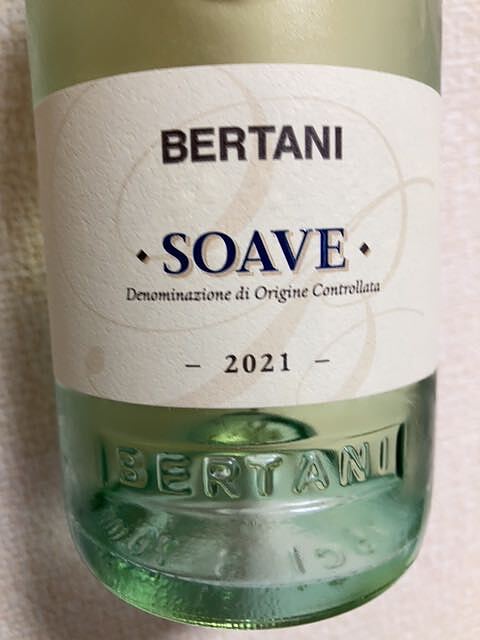 BERTANI
· SOAVE ·
Denominazione di Origine Controllata
– 2021 –
BERTANI